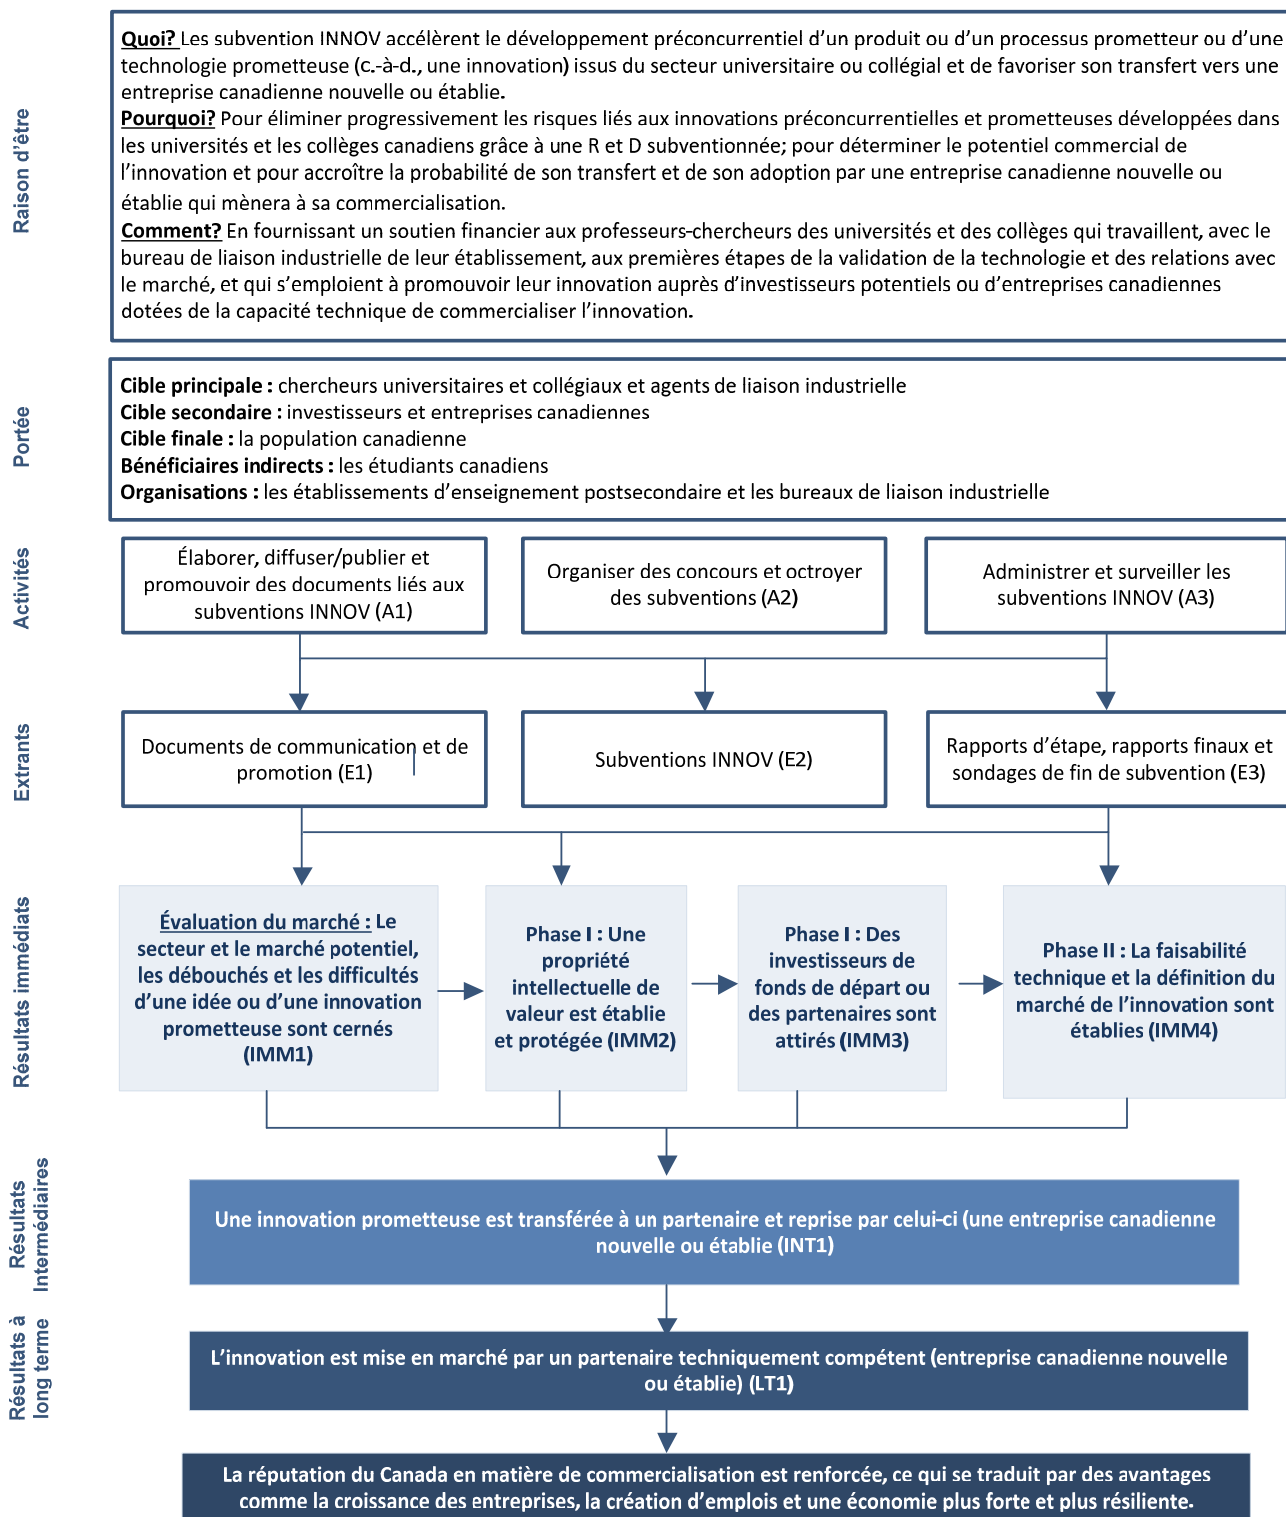 Raison d'être
Quoi? Les subvention INNOV accélèrent le développement préconcurrentiel d'un produit ou d'un processus prometteur ou d'une
technologie prometteuse (c.-à-d., une innovation) issus du secteur universitaire ou collégial et de favoriser son transfert vers une
entreprise canadienne nouvelle ou établie.
Pourquoi? Pour éliminer progressivement les risques liés aux innovations préconcurrentielles et prometteuses développées dans
les universités et les collèges canadiens grâce à une R et D subventionnée; pour déterminer le potentiel commercial de
l'innovation et pour accroître la probabilité de son transfert et de son adoption par une entreprise canadienne nouvelle ou
établie qui mènera à sa commercialisation.
Comment? En fournissant un soutien financier aux professeurs-chercheurs des universités et des collèges qui travaillent, avec le
bureau de liaison industrielle de leur établissement, aux premières étapes de la validation de la technologie et des relations avec
le marché, et qui s'emploient à promouvoir leur innovation auprès d'investisseurs potentiels ou d'entreprises canadiennes
dotées de la capacité technique de commercialiser l'innovation.
Portée
Cible principale : chercheurs universitaires et collégiaux et agents de liaison industrielle
Cible secondaire : investisseurs et entreprises canadiennes
Cible finale : la population canadienne
Bénéficiaires indirects : les étudiants canadiens
Organisations : les établissements d'enseignement postsecondaire et les bureaux de liaison industrielle
Activités
Élaborer, diffuser/publier et
promouvoir des documents liés aux
subventions INNOV (A1)
Organiser des concours et octroyer
des subventions (A2)
Administrer et surveiller les
subventions INNOV (A3)
Extrants
Documents de communication et de
promotion (E1)
Subventions INNOV (E2)
Rapports d'étape, rapports finaux et
sondages de fin de subvention (E3)
Résultats immédiats
Évaluation du marché : Le
secteur et le marché potentiel,
les débouchés et les difficultés
d'une idée ou d'une innovation
prometteuse sont cernés
(IMM1)
Phase I : Une
propriété
intellectuelle de
valeur est établie
et protégée (IMM2)
Phase I : Des
investisseurs de
fonds de départ ou
des partenaires sont
attirés (IMM3)
Phase II : La faisabilité
technique et la définition du
marché de l'innovation sont
établies (IMM4)
Résultats
Intermédiaires
Une innovation prometteuse est transférée à un partenaire et reprise par celui-ci (une entreprise canadienne
nouvelle ou établie (INT1)
Résultats à
long terme
L'innovation est mise en marché par un partenaire techniquement compétent (entreprise canadienne nouvelle
ou établie) (LT1)
La réputation du Canada en matière de commercialisation est renforcée, ce qui se traduit par des avantages
comme la croissance des entreprises, la création d'emplois et une économie plus forte et plus résiliente.